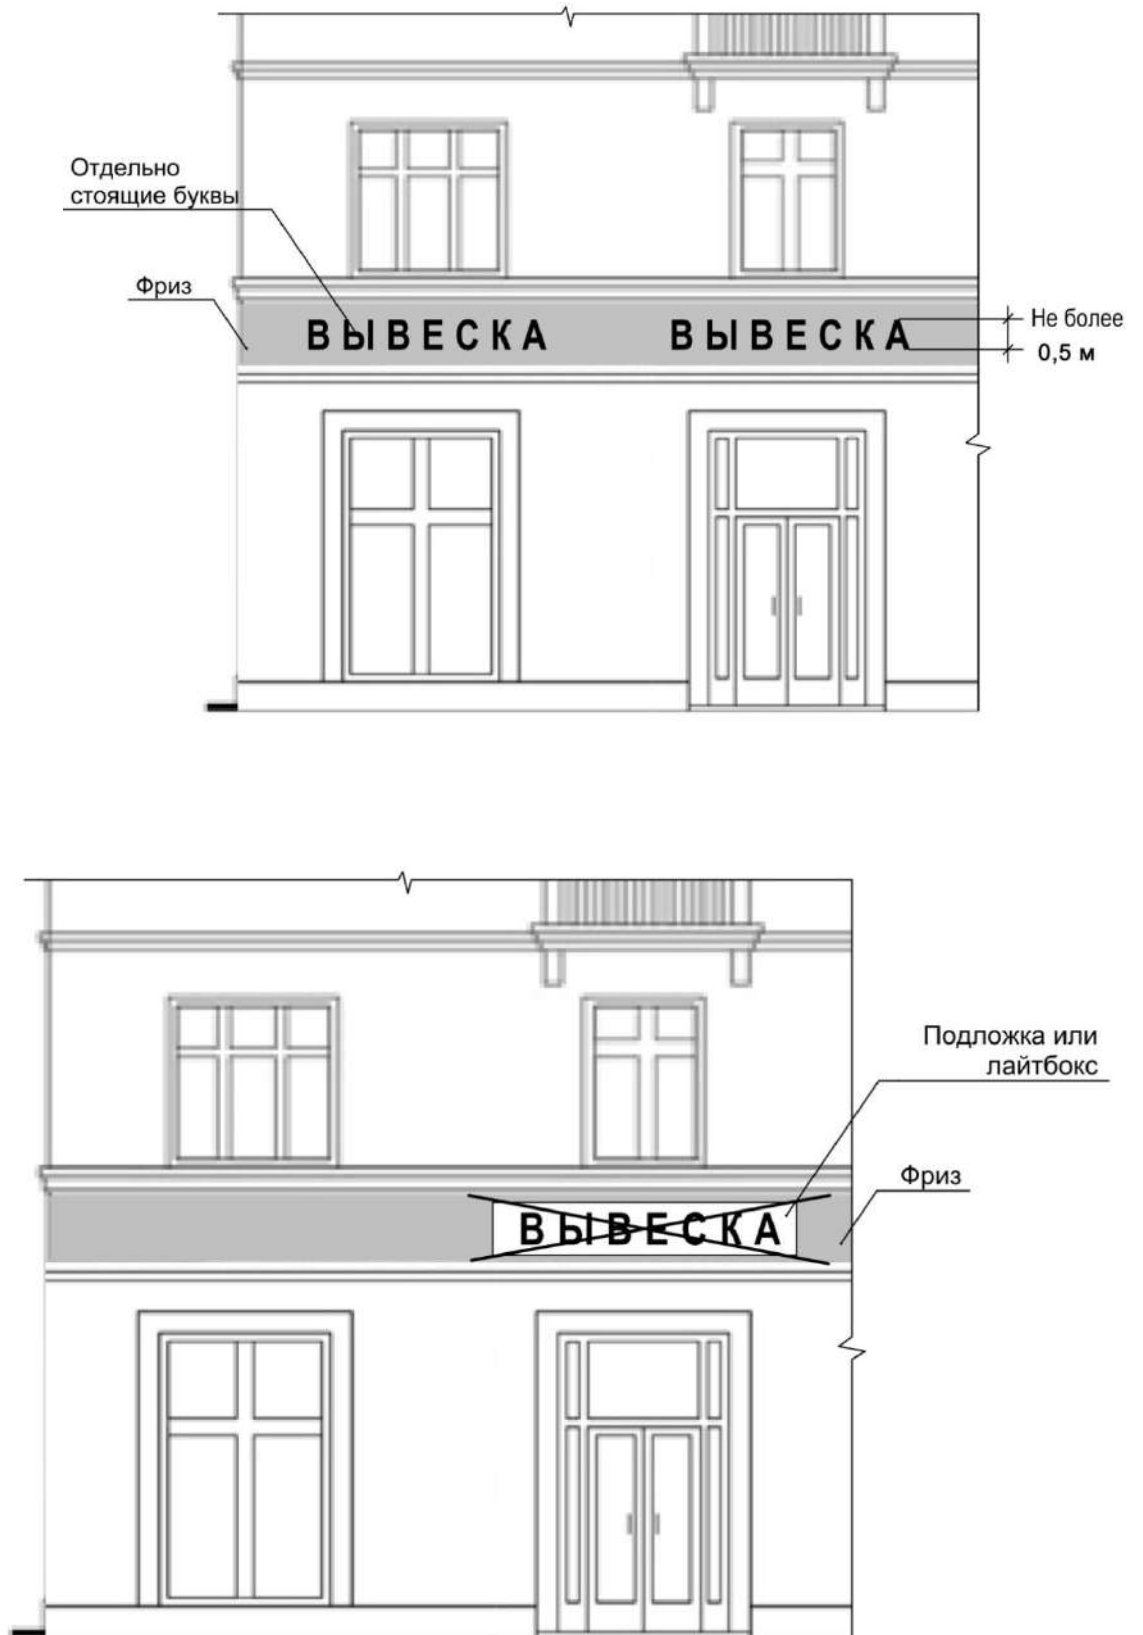 Отдельно
стоящие буквы
Фриз
ВЫВЕСКА ВЫВЕСКА
Не более
0,5 м
Подложка или
лайтбокс
Фриз
ВЫВЕСКА